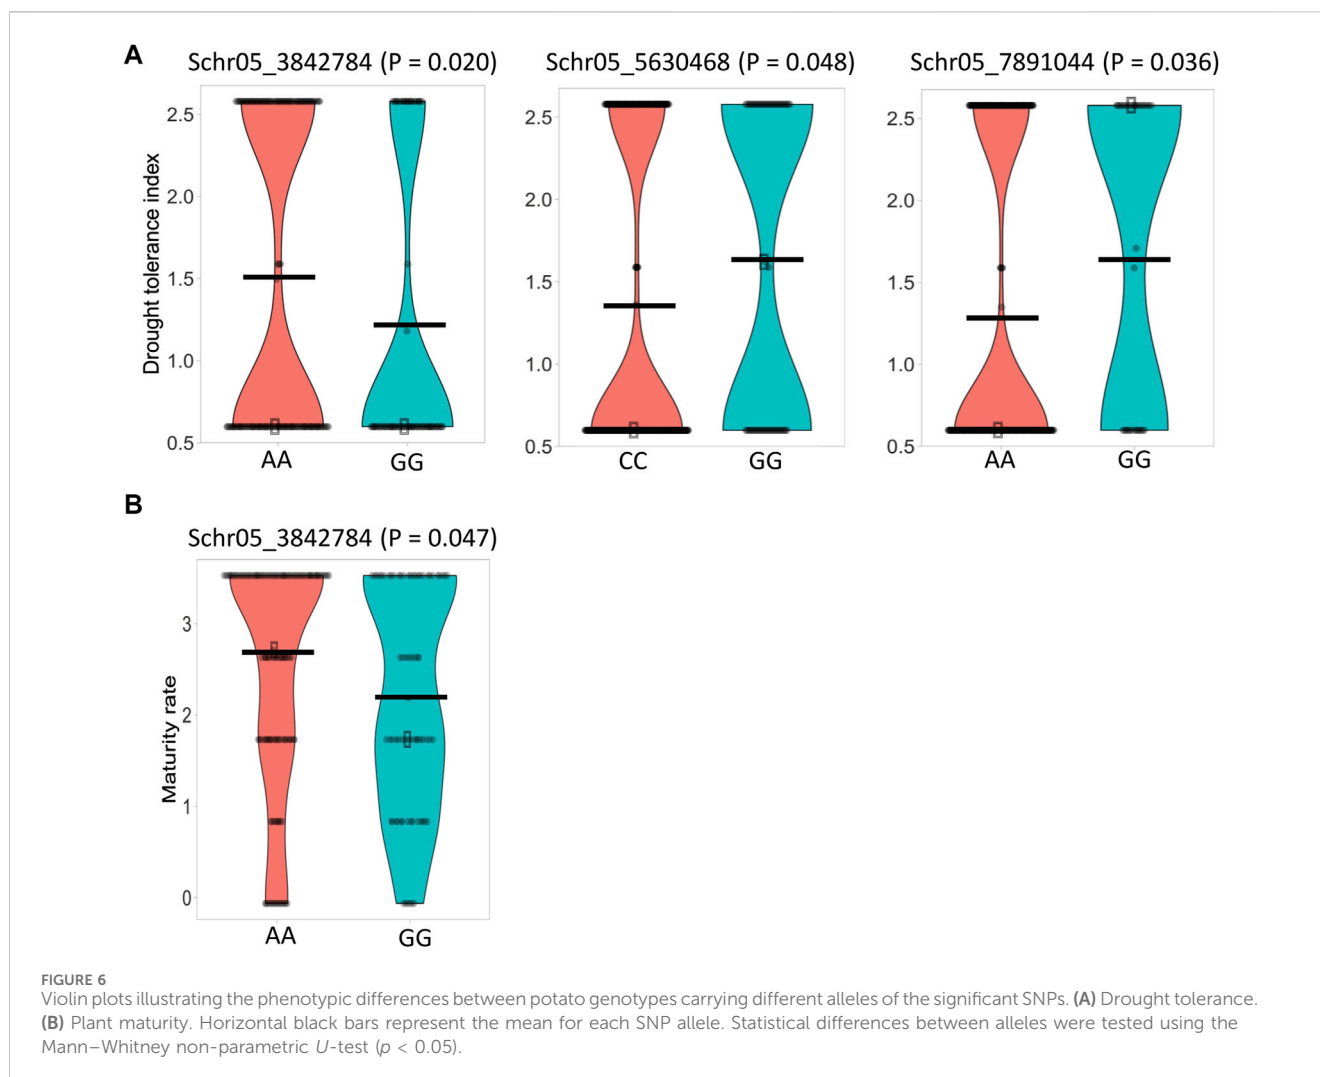 A
Schr05_3842784 (P = 0.020)
Schr05_5630468 (P = 0.048)
Schr05_7891044 (P = 0.036)
Drought tolerance index
2.5
2.0
1.5
1.0
0.5
AA
GG
2.5
2.0
1.5
1.0
0.5
CC
GG
2.5
2.0
1.5
1.0
0.5
AA
GG
B
Schr05_3842784 (P = 0.047)
Maturity rate
3
2
1
0
AA
GG
FIGURE 6
Violin plots illustrating the phenotypic differences between potato genotypes carrying different alleles of the significant SNPs. (A) Drought tolerance.
(B) Plant maturity. Horizontal black bars represent the mean for each SNP allele. Statistical differences between alleles were tested using the
Mann–Whitney non-parametric U-test (p < 0.05).